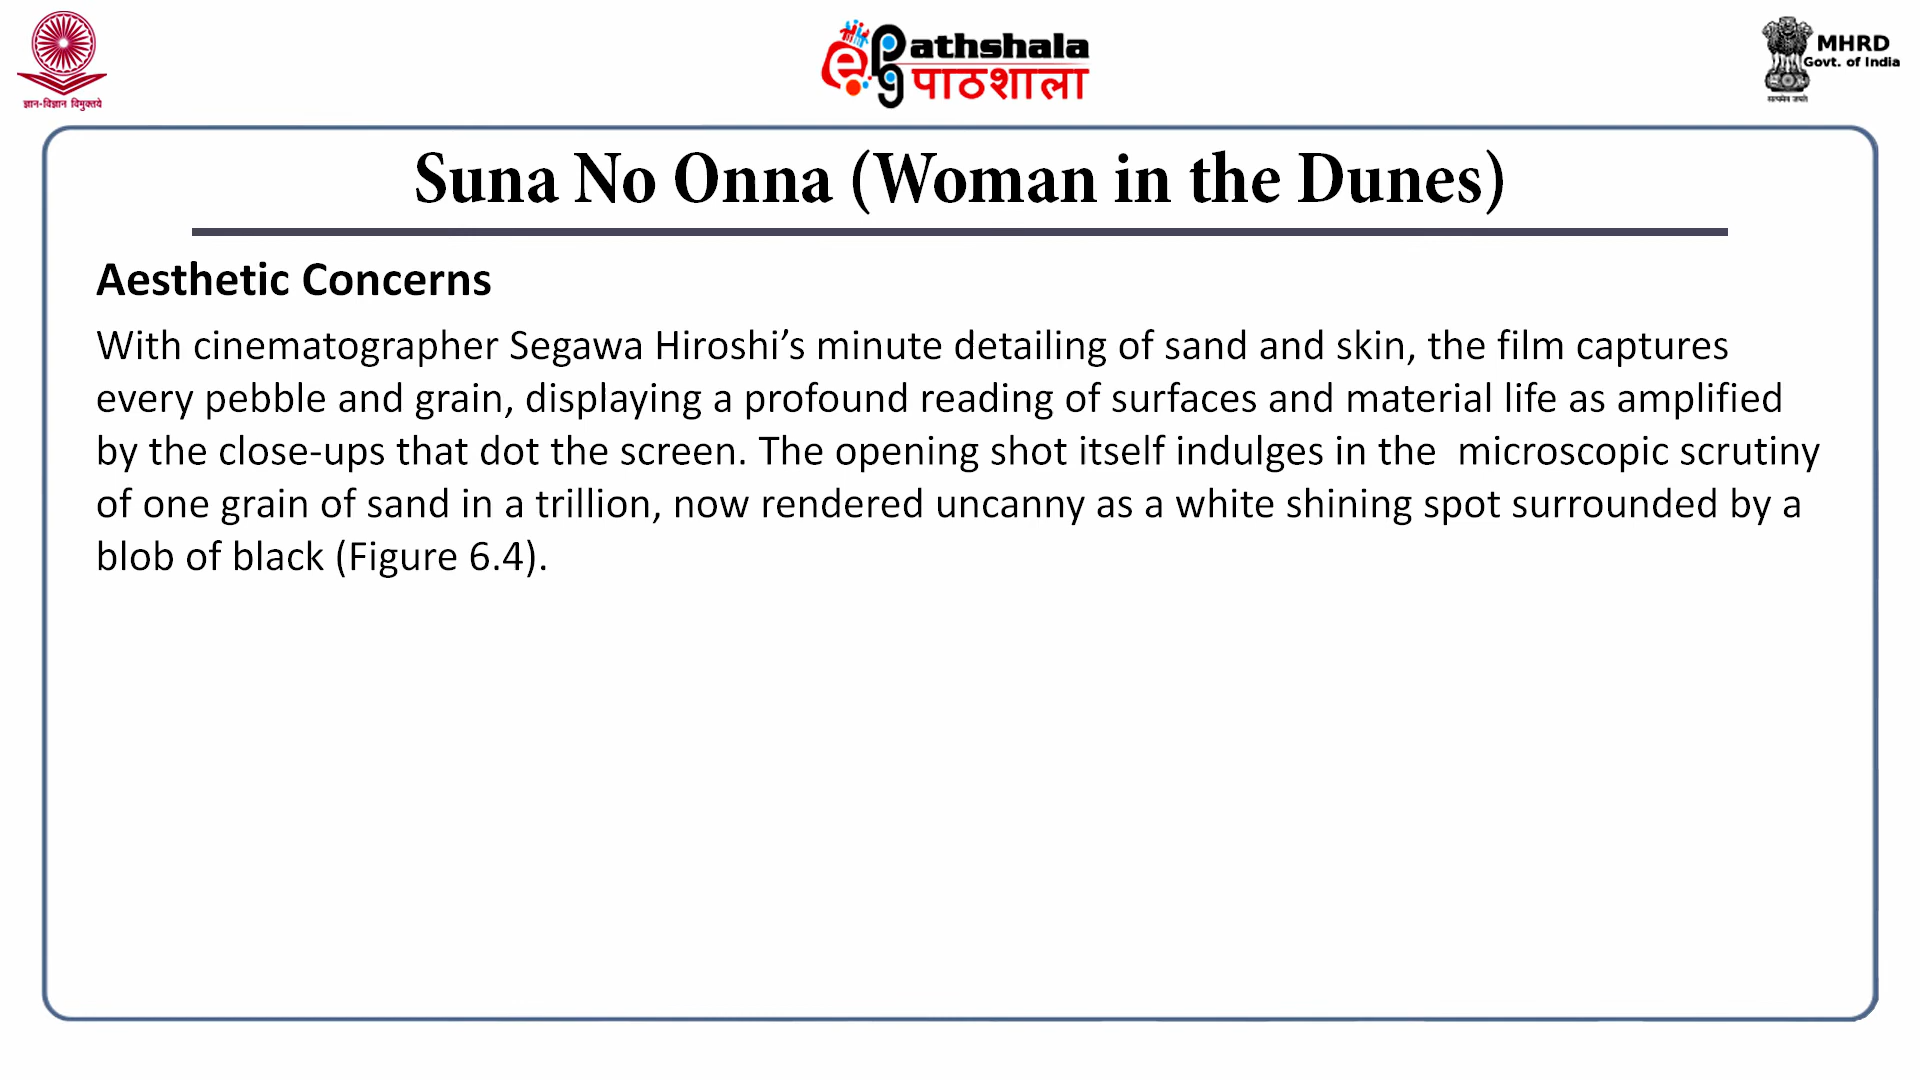 ज्ञान-विज्ञान विमुक्तये
ePathshala
पाठशाला
MHRD
Govt. of India
सत्यमेव जयते
Suna No Onna (Woman in the Dunes)
Aesthetic Concerns
With cinematographer Segawa Hiroshi’s minute detailing of sand and skin, the film captures
every pebble and grain, displaying a profound reading of surfaces and material life as amplified
by the close-ups that dot the screen. The opening shot itself indulges in the  microscopic scrutiny
of one grain of sand in a trillion, now rendered uncanny as a white shining spot surrounded by a
blob of black (Figure 6.4).